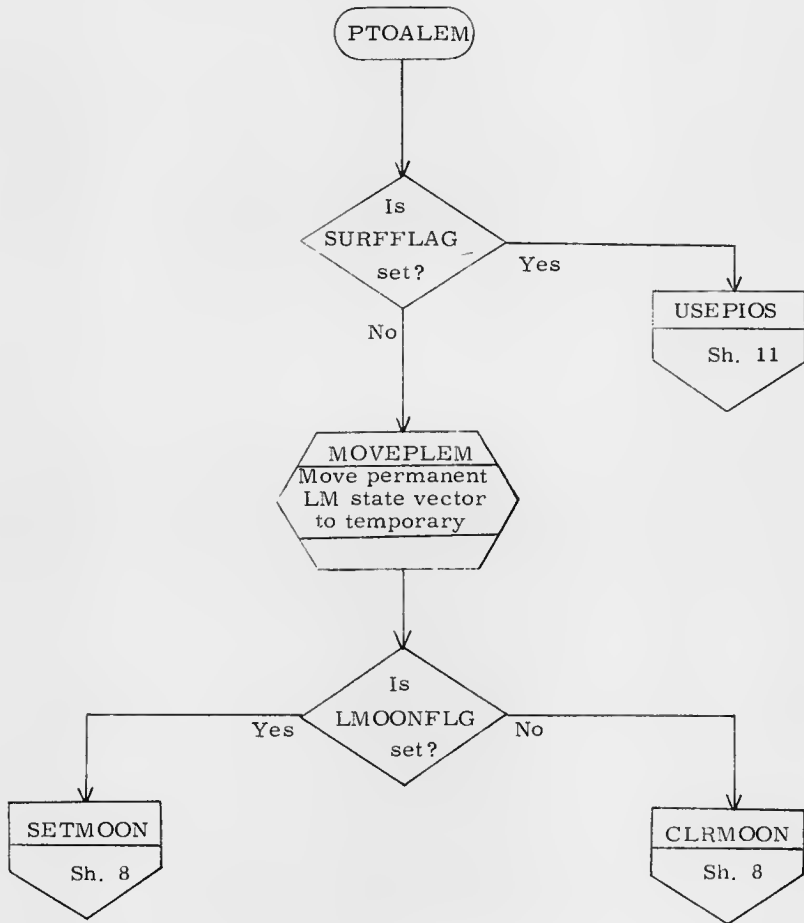 PTOALEM
Is
SURFFLAG
set?
Yes
No
USEPIOS
Sh. 11
MOVEPLEM
Move permanent
LM state vector
to temporary
Is
LMOONFLG
set?
Yes
No
SETMOON
Sh. 8
CLRMOON
Sh. 8